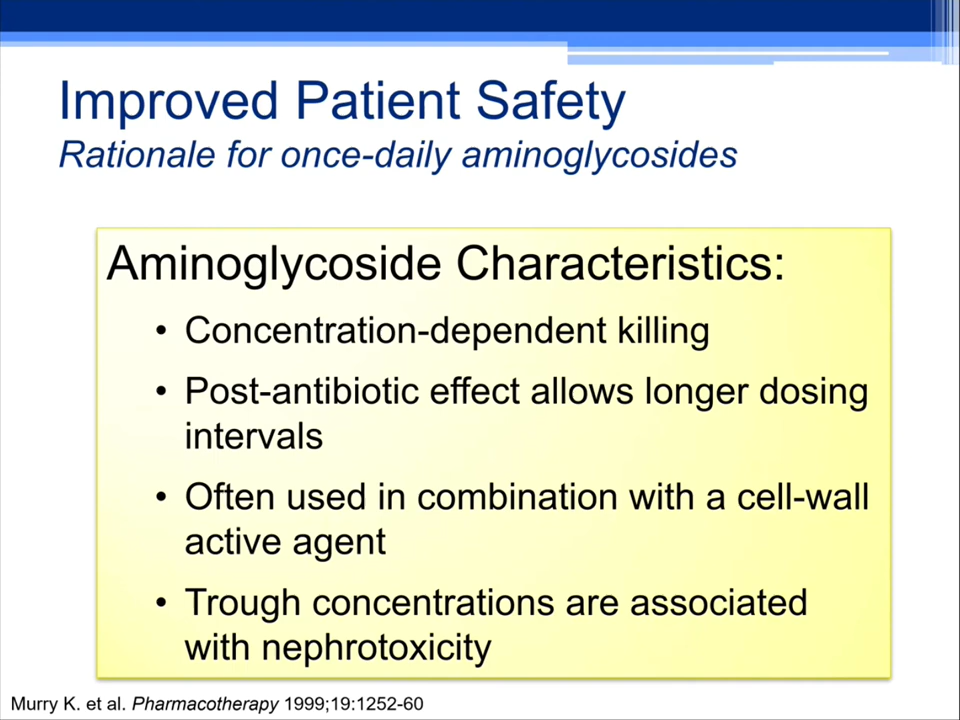 Improved Patient Safety
Rationale for once-daily aminoglycosides
Aminoglycoside Characteristics:
• Concentration-dependent killing
• Post-antibiotic effect allows longer dosing
intervals
• Often used in combination with a cell-wall
active agent
• Trough concentrations are associated
with nephrotoxicity
Murry K. et al. Pharmacotherapy 1999;19:1252-60